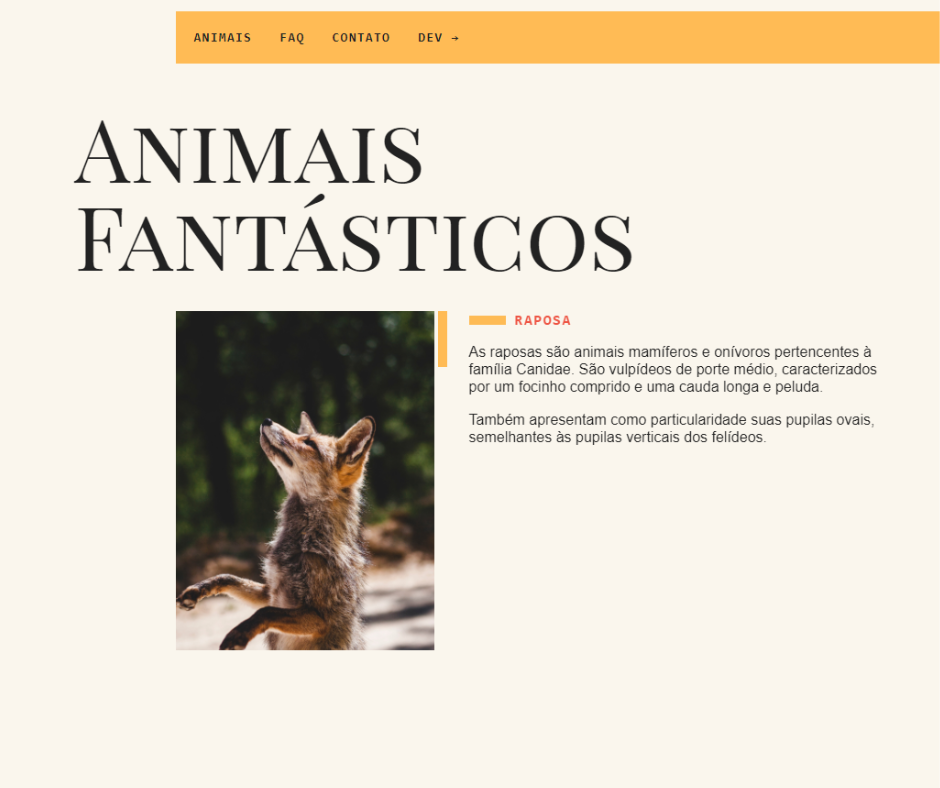 ANIMAIS FAQ CONTATO DEV →
ANIMAIS
FANTÁSTICOS
RAPOSA
As raposas são animais mamíferos e onívoros pertencentes à
família Canidae. São vulpídeos de porte médio, caracterizados
por um focinho comprido e uma cauda longa e peluda.
Também apresentam como particularidade suas pupilas ovais,
semelhantes às pupilas verticais dos felídeos.